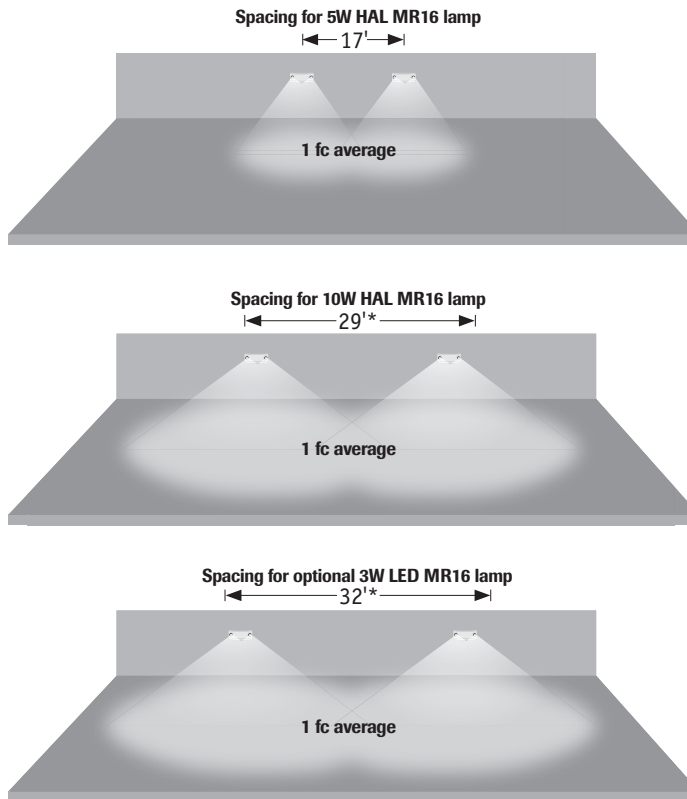 Spacing for 5W HAL MR16 lamp
17'
1 fc average
Spacing for 10W HAL MR16 lamp
29'*
1 fc average
Spacing for optional 3W LED MR16 lamp
32'*
1 fc average